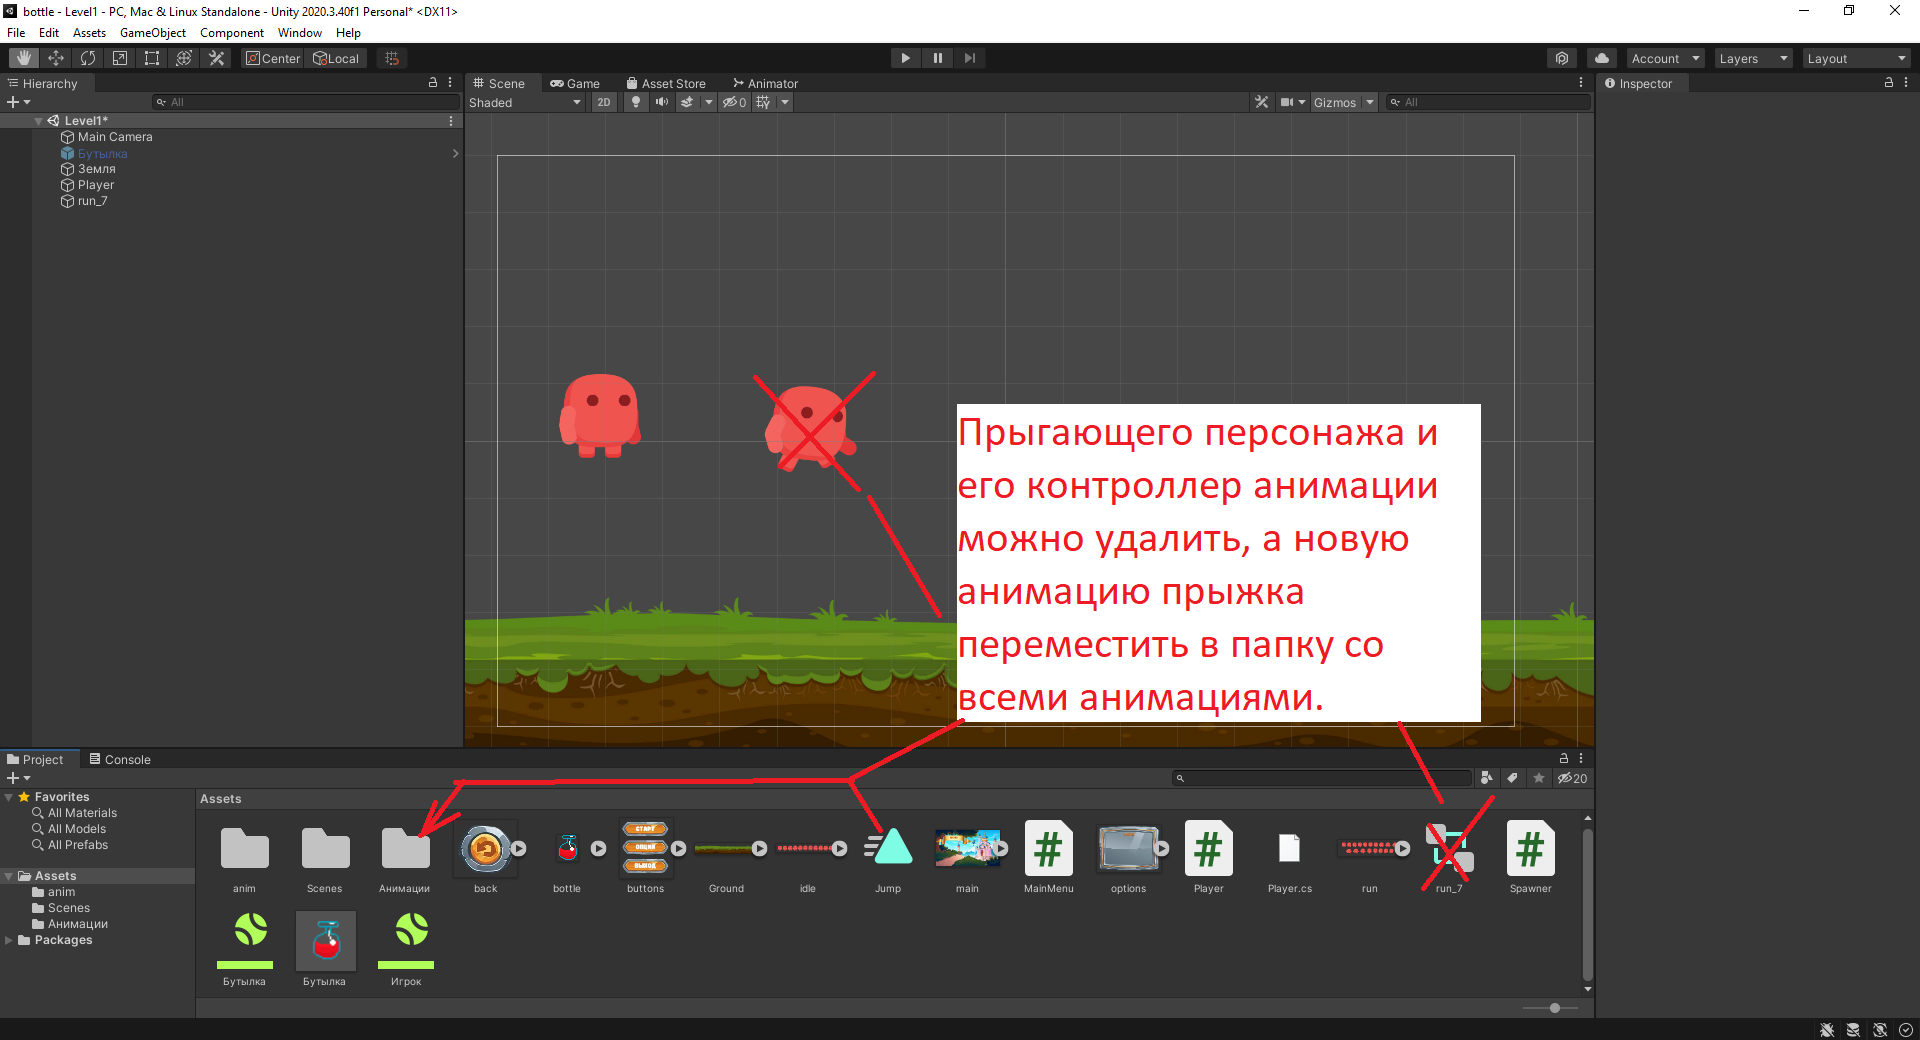 bottle - Level1 - PC, Mac & Linux Standalone - Unity 2020.3.40f1 Personal* <DX11>
File Edit Assets GameObject Component Window Help
Center Local Account Layers Layout
Hierarchy
All
Level1*
Main Camera
Бутылка
Земля
Player
run_7
Scene Game Asset Store Animator
Shaded 2D 0 Gizmos All
Inspector
Прыгающего персонажа и
его контроллер анимации
можно удалить, а новую
анимацию прыжка
переместить в папку со
всеми анимациями.
Project Console
20
Favorites
All Materials
All Models
All Prefabs
Assets
anim
Scenes
Анимации
Packages
Assets
anim Scenes Анимации back bottle buttons Ground idle Jump main MainMenu options Player Player.cs run run_7 Spawner
СТАРТ
ОПЦИИ
ВЫХОД
Бутылка Бутылка Игрок